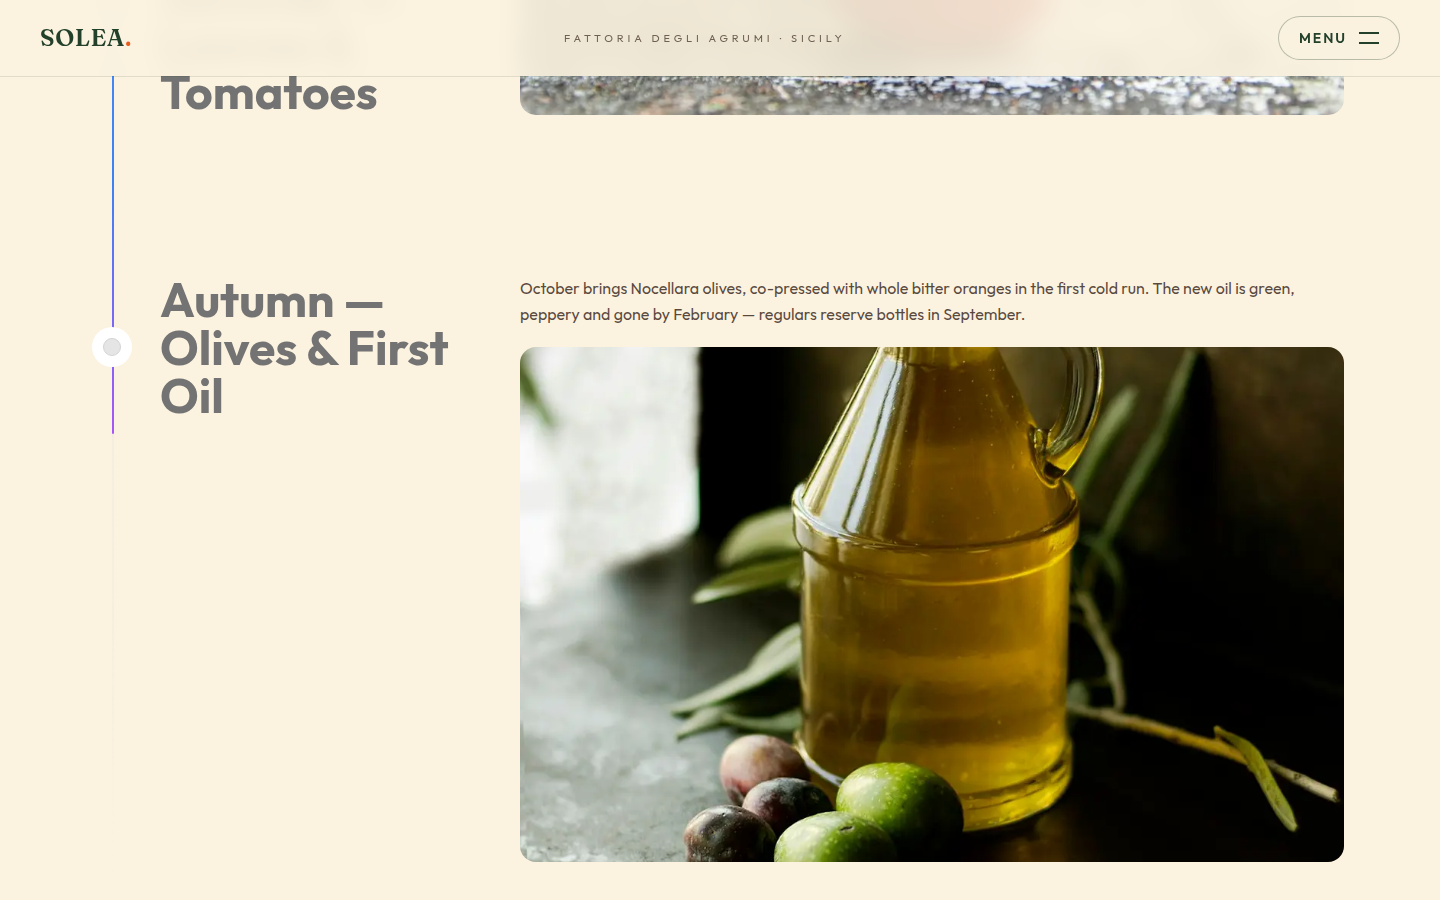 SOLEA.
FATTORIA DEGLI AGRUMI · SICILY
MENU
Tomatoes
Autumn —
Olives & First
Oil
October brings Nocellara olives, co-pressed with whole bitter oranges in the first cold run. The new oil is green,
peppery and gone by February — regulars reserve bottles in September.